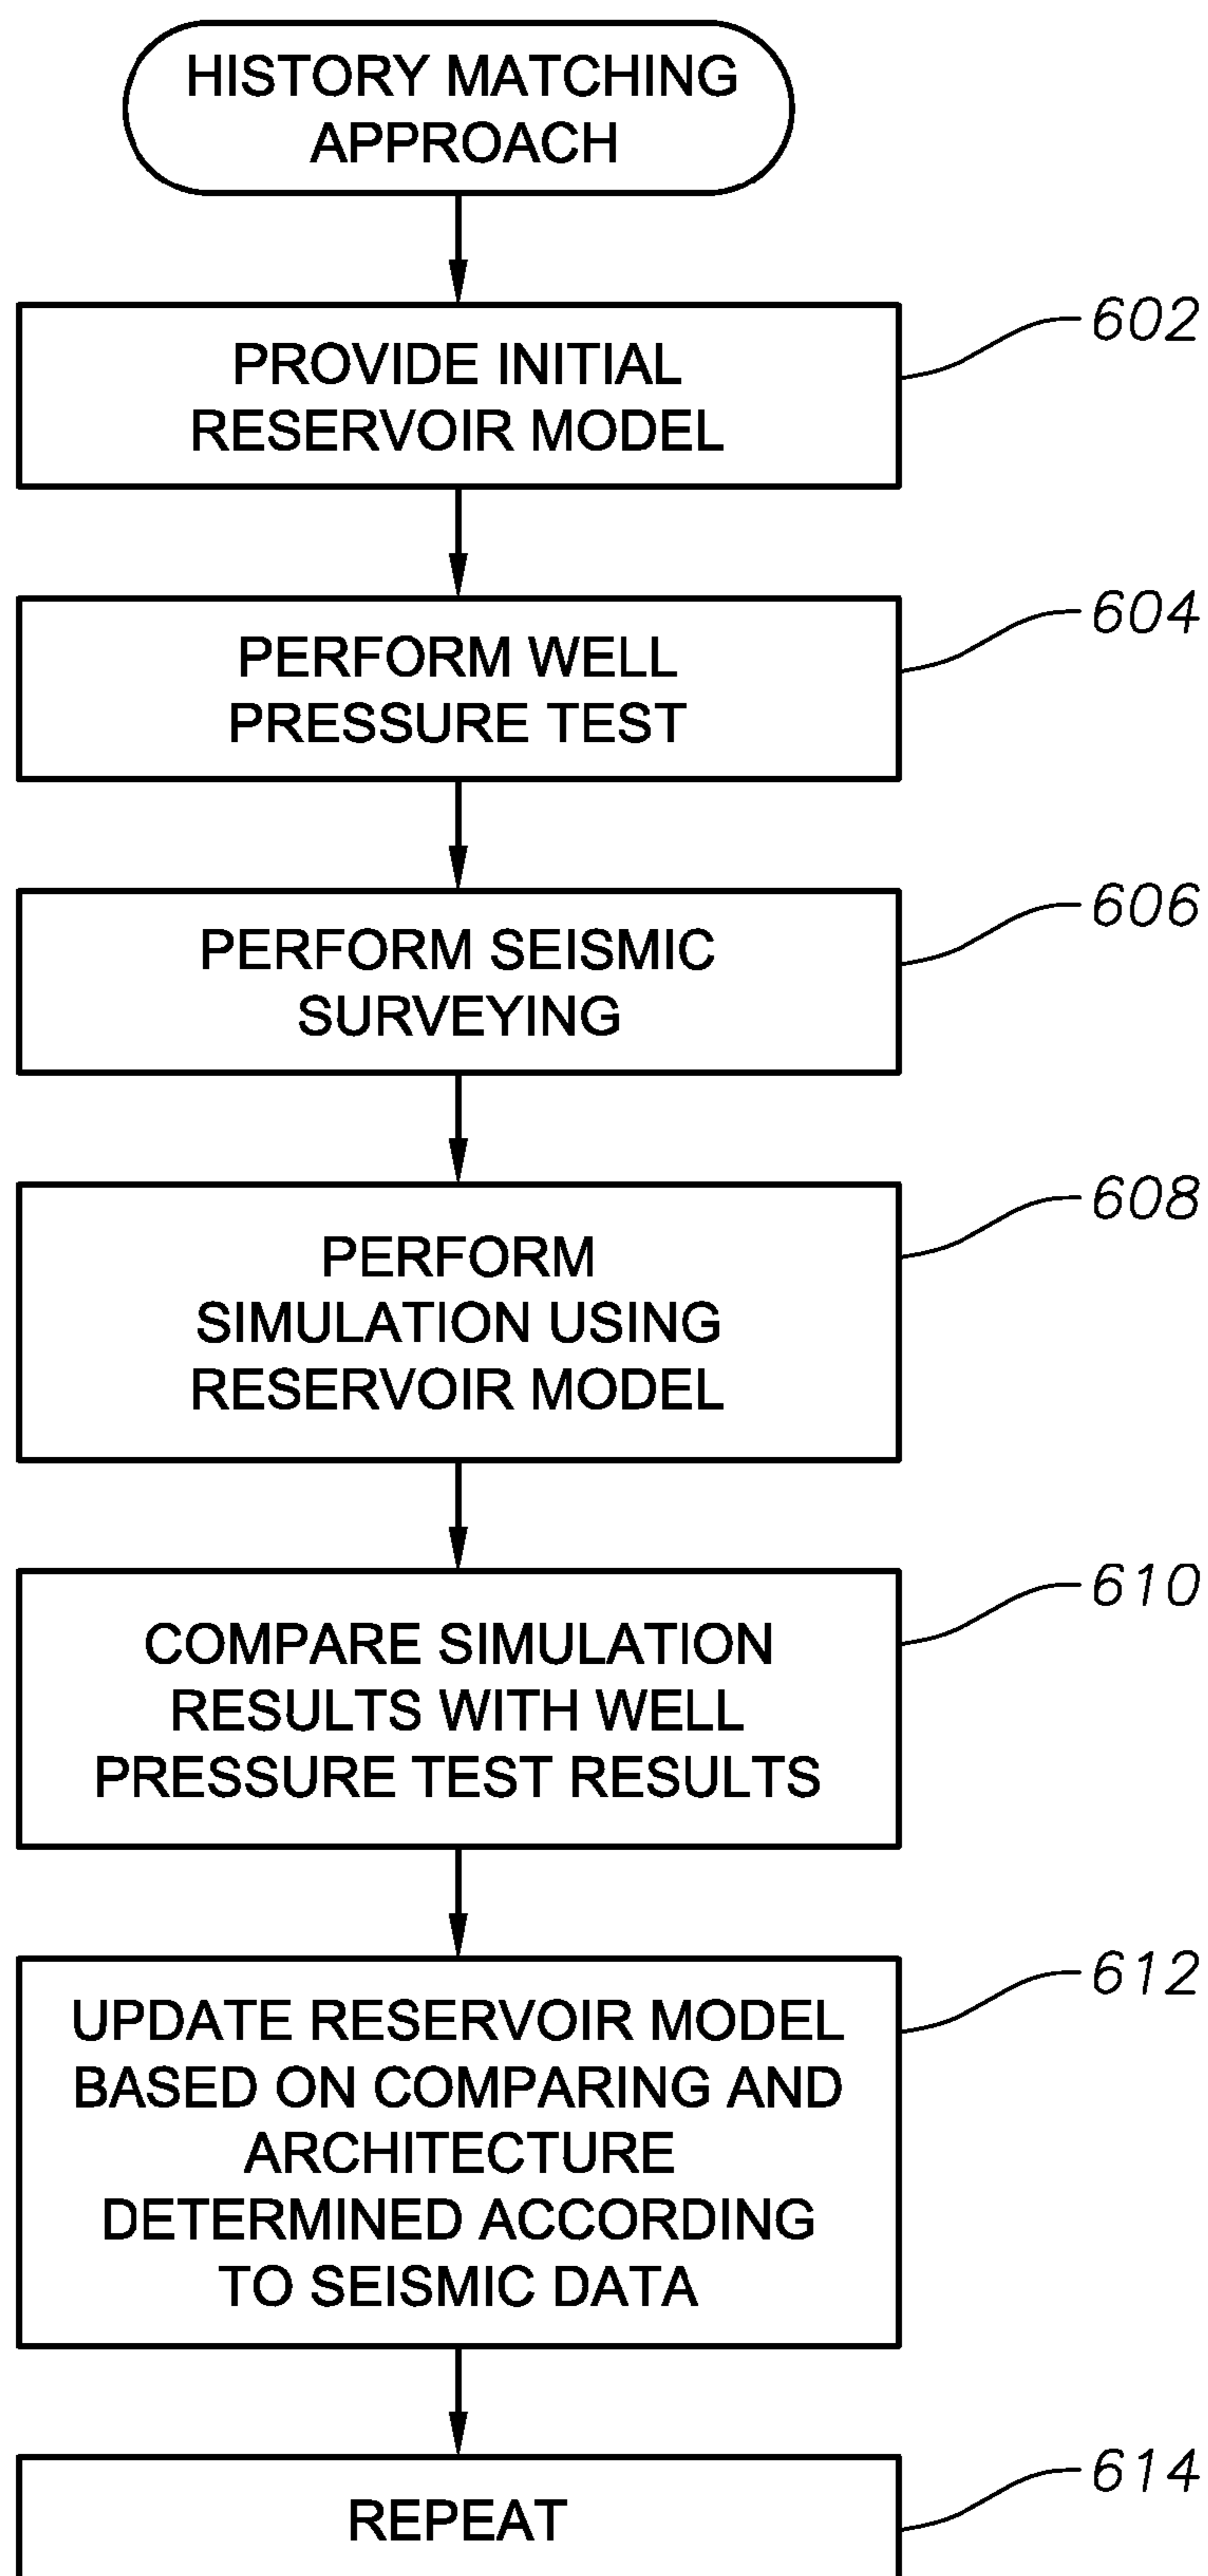 HISTORY MATCHING
APPROACH
PROVIDE INITIAL
RESERVOIR MODEL
602
PERFORM WELL
PRESSURE TEST
604
PERFORM SEISMIC
SURVEYING
606
PERFORM
SIMULATION USING
RESERVOIR MODEL
608
COMPARE SIMULATION
RESULTS WITH WELL
PRESSURE TEST RESULTS
610
UPDATE RESERVOIR MODEL
BASED ON COMPARING AND
ARCHITECTURE
DETERMINED ACCORDING
TO SEISMIC DATA
612
REPEAT
614